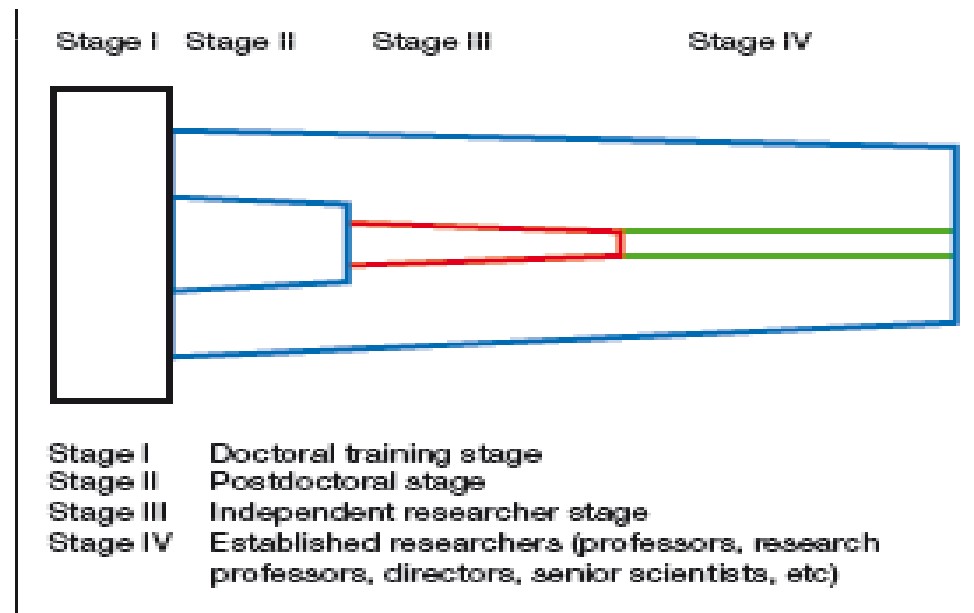 Stage I Stage II Stage III Stage IV
Stage I Doctoral training stage
Stage II Postdoctoral stage
Stage III Independent researcher stage
Stage IV Established researchers (professors, research
professors, directors, senior scientists, etc)